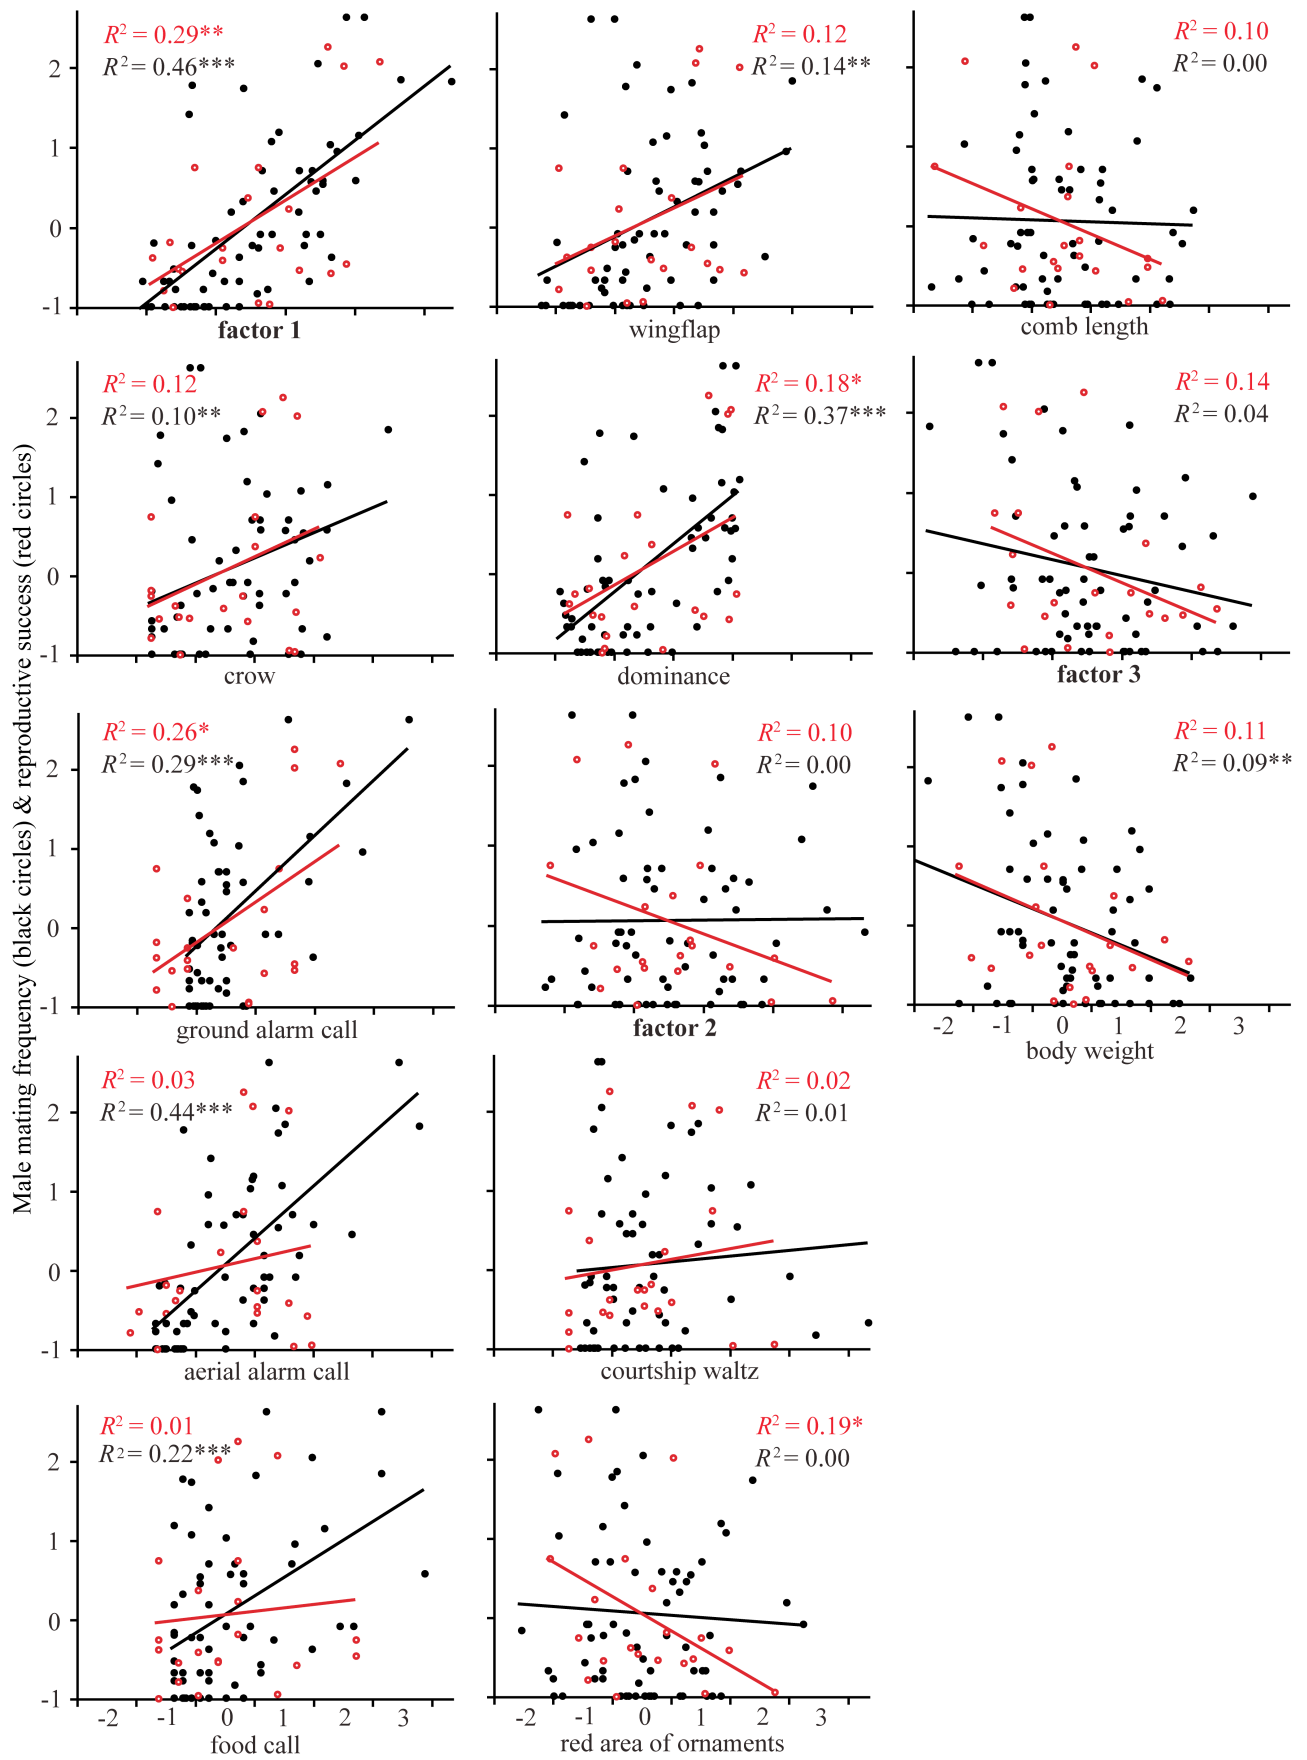 Male mating frequency (black circles) & reproductive success (red circles)
R² = 0.29**
R² = 0.46***
2
1
0
-1
factor 1
R² = 0.12
R² = 0.14**
wingflap
R² = 0.10
R² = 0.00
comb length
R² = 0.12
R² = 0.10**
2
1
0
-1
crow
R² = 0.18*
R² = 0.37***
dominance
R² = 0.14
R² = 0.04
factor 3
R² = 0.26*
R² = 0.29***
2
1
0
-1
ground alarm call
R² = 0.10
R² = 0.00
factor 2
R² = 0.11
R² = 0.09**
-2 -1 0 1 2 3
body weight
R² = 0.03
R² = 0.44***
2
1
0
-1
aerial alarm call
R² = 0.02
R² = 0.01
courtship waltz
R² = 0.01
R2 = 0.22***
2
1
0
-1
-2 -1 0 1 2 3
food call
R² = 0.19*
R² = 0.00
-2 -1 0 1 2 3
red area of ornaments